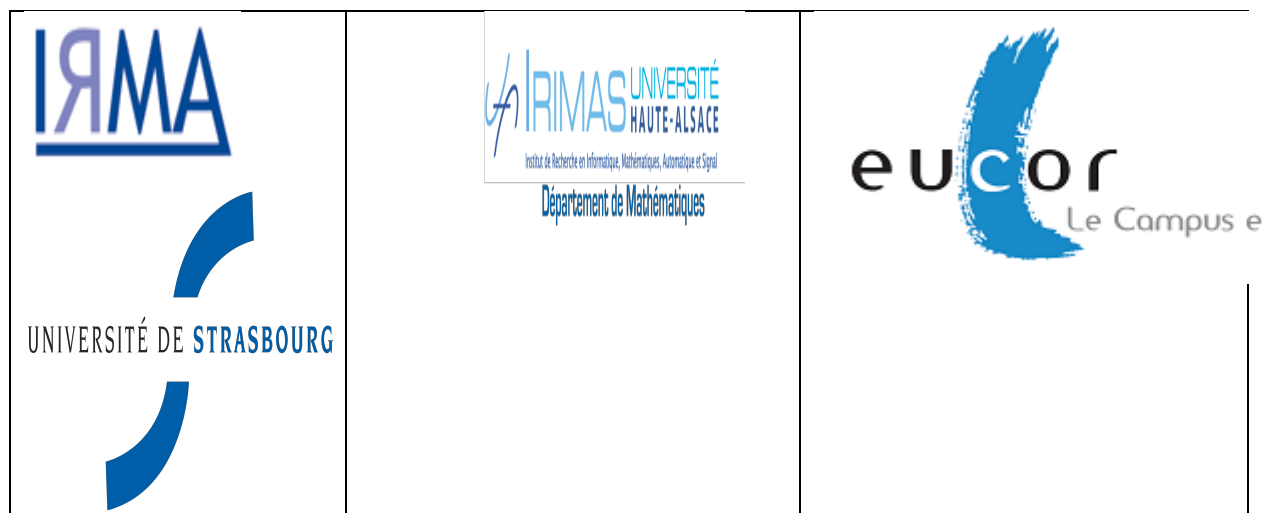 IRMA
UNIVERSITÉ DE STRASBOURG
IRIMAS UNIVERSITÉ
HAUTE-ALSACE
Institut de Recherche en Informatique, Mathématiques, Automatique et Signal
Département de Mathématiques
eucor
Le Campus e